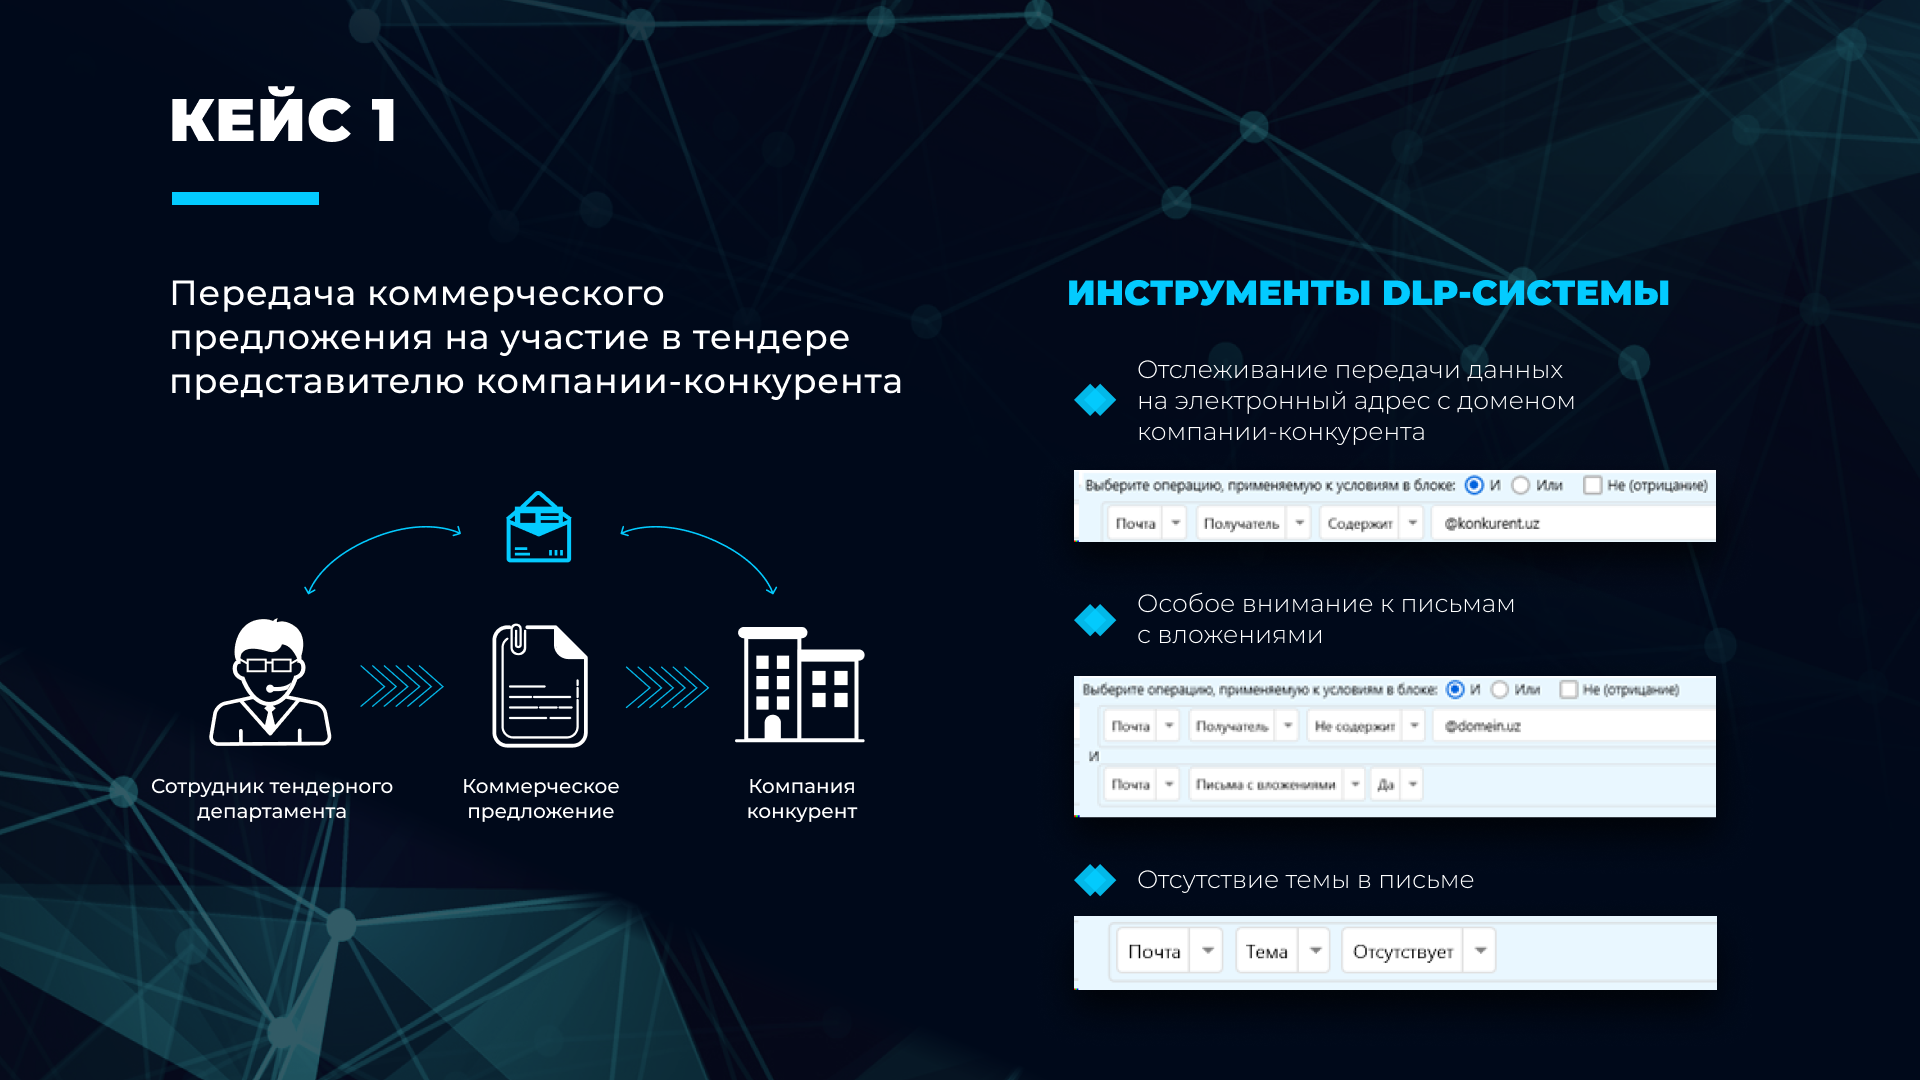 КЕЙС 1
Передача коммерческого
предложения на участие в тендере
представителю компании-конкурента
Сотрудник тендерного
департамента
Коммерческое
предложение
Компания
конкурент
ИНСТРУМЕНТЫ DLP-СИСТЕМЫ
Отслеживание передачи данных
на электронный адрес с доменом
компании-конкурента
Выберите операцию, применяемую к условиям в блоке: И Или Не (отрицание)
Почта Получатель Содержит @konkurent.uz
Особое внимание к письмам
с вложениями
Выберите операцию, применяемую к условиям в блоке: И Или Не (отрицание)
Почта Получатель Не содержит @domein.uz
И
Почта Письма с вложениями Да
Отсутствие темы в письме
Почта Тема Отсутствует